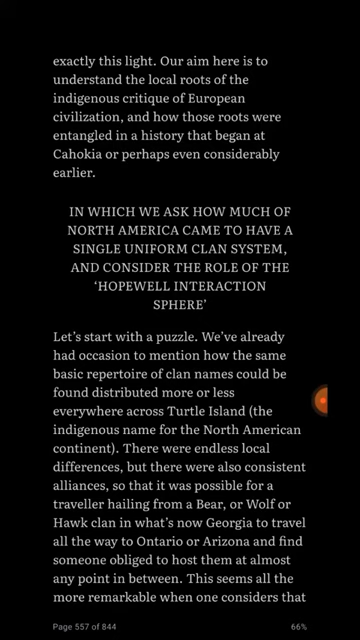 exactly this light. Our aim here is to
understand the local roots of the
indigenous critique of European
civilization, and how those roots were
entangled in a history that began at
Cahokia or perhaps even considerably
earlier.
IN WHICH WE ASK HOW MUCH OF
NORTH AMERICA CAME TO HAVE A
SINGLE UNIFORM CLAN SYSTEM,
AND CONSIDER THE ROLE OF THE
‘HOPEWELL INTERACTION
SPHERE’
Let’s start with a puzzle. We’ve already
had occasion to mention how the same
basic repertoire of clan names could be
found distributed more or less
everywhere across Turtle Island (the
indigenous name for the North American
continent). There were endless local
differences, but there were also consistent
alliances, so that it was possible for a
traveller hailing from a Bear, or Wolf or
Hawk clan in what’s now Georgia to travel
all the way to Ontario or Arizona and find
someone obliged to host them at almost
any point in between. This seems all the
more remarkable when one considers that
Page 557 of 844 66%